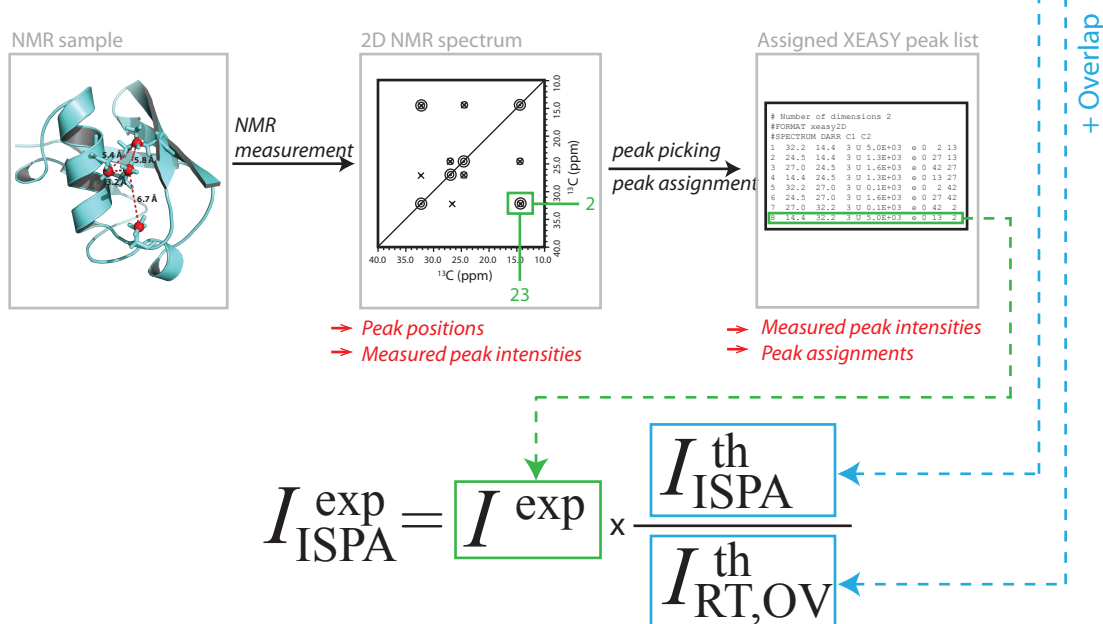 + Overlap
NMR sample
2D NMR spectrum
Assigned XEASY peak list
5.4 Å
5.8 Å
3.2 Å
6.7 Å
NMR
measurement
10.0
15.0
20.0
25.0
30.0
35.0
40.0
¹³C (ppm)
40.0 35.0 30.0 25.0 20.0 15.0 10.0
¹³C (ppm)
2
23
peak picking
peak assignment
# Number of dimensions 2
#FORMAT xeasy2D
#SPECTRUM DARR C1 C2
1 32.2 14.4 3 U 5.0E+03 e 0 2 13
2 24.5 14.4 3 U 1.3E+03 e 0 27 13
3 27.0 24.5 3 U 1.6E+03 e 0 42 27
4 14.4 24.5 3 U 1.3E+03 e 0 13 27
5 32.2 27.0 3 U 0.1E+03 e 0 2 42
6 24.5 27.0 3 U 1.6E+03 e 0 27 42
7 27.0 32.2 3 U 0.1E+03 e 0 42 2
8 14.4 32.2 3 U 5.0E+03 e 0 13 2
→ Peak positions
→ Measured peak intensities
→ Measured peak intensities
→ Peak assignments
I exp ISPA = I exp x I th ISPA
I th RT,OV